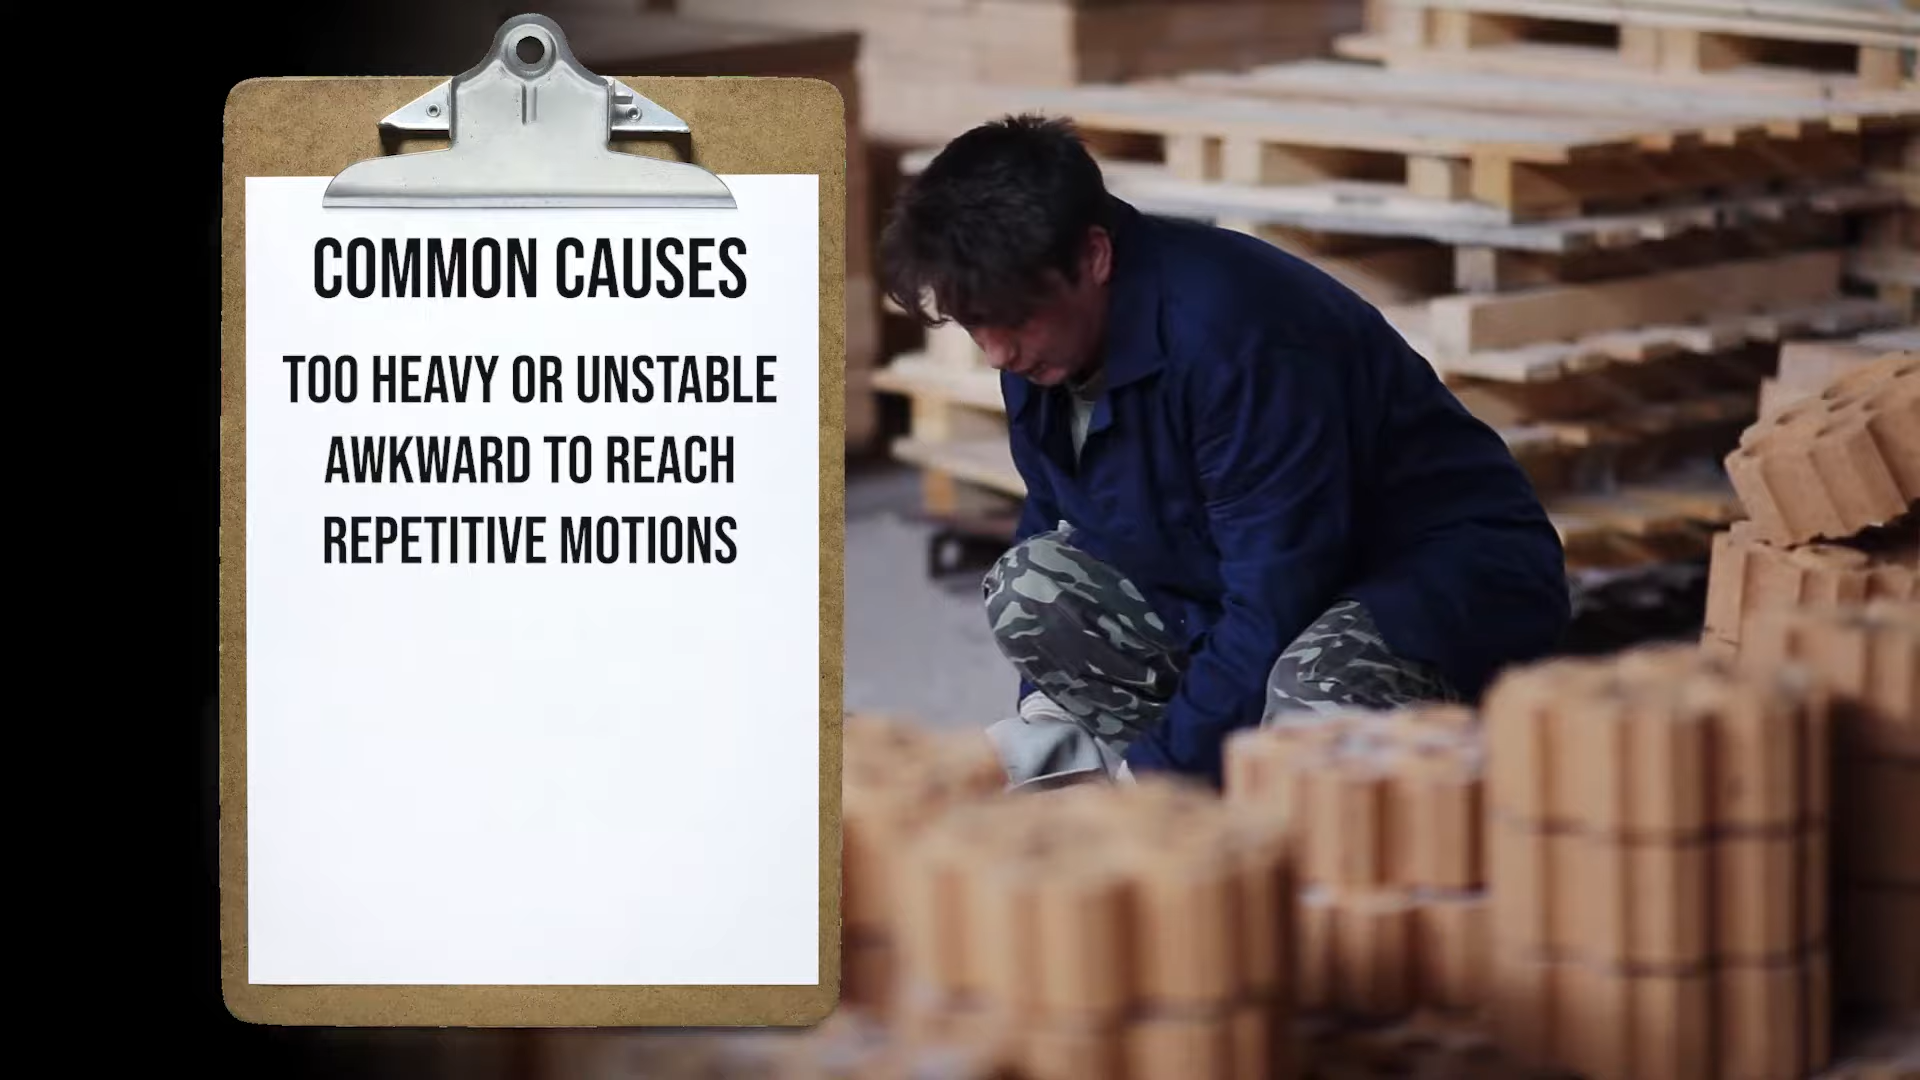 COMMON CAUSES
TOO HEAVY OR UNSTABLE
AWKWARD TO REACH
REPETITIVE MOTIONS